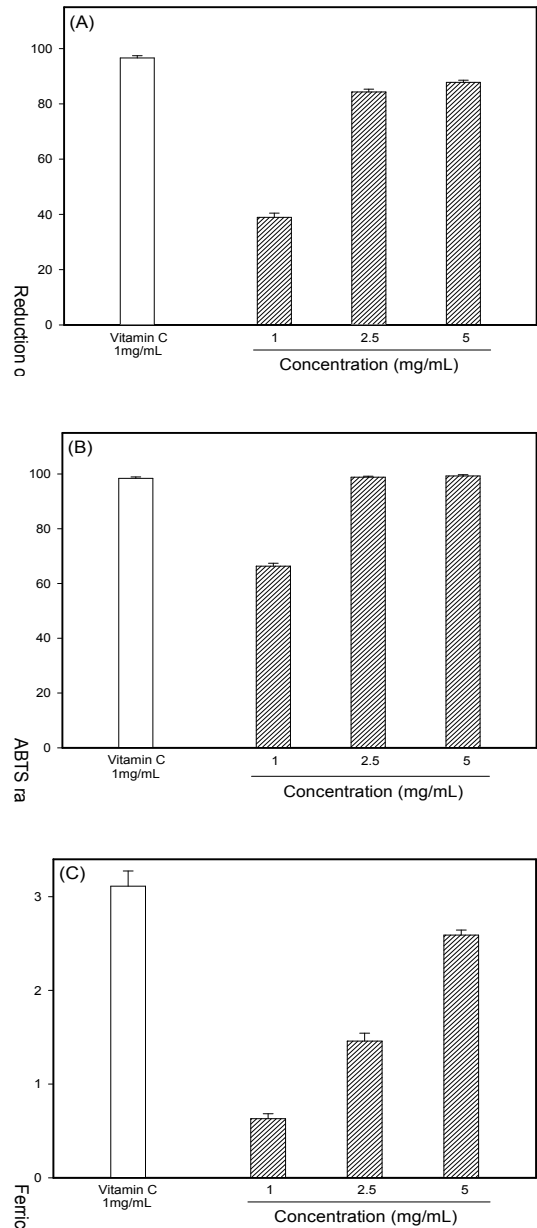 (A)
100
80
60
40
20
0
Reduction c
Vitamin C
1mg/mL
1 2.5 5
Concentration (mg/mL)
(B)
100
80
60
40
20
0
ABTS ra
Vitamin C
1mg/mL
1 2.5 5
Concentration (mg/mL)
(C)
3
2
1
0
Ferric
Vitamin C
1mg/mL
1 2.5 5
Concentration (mg/mL)